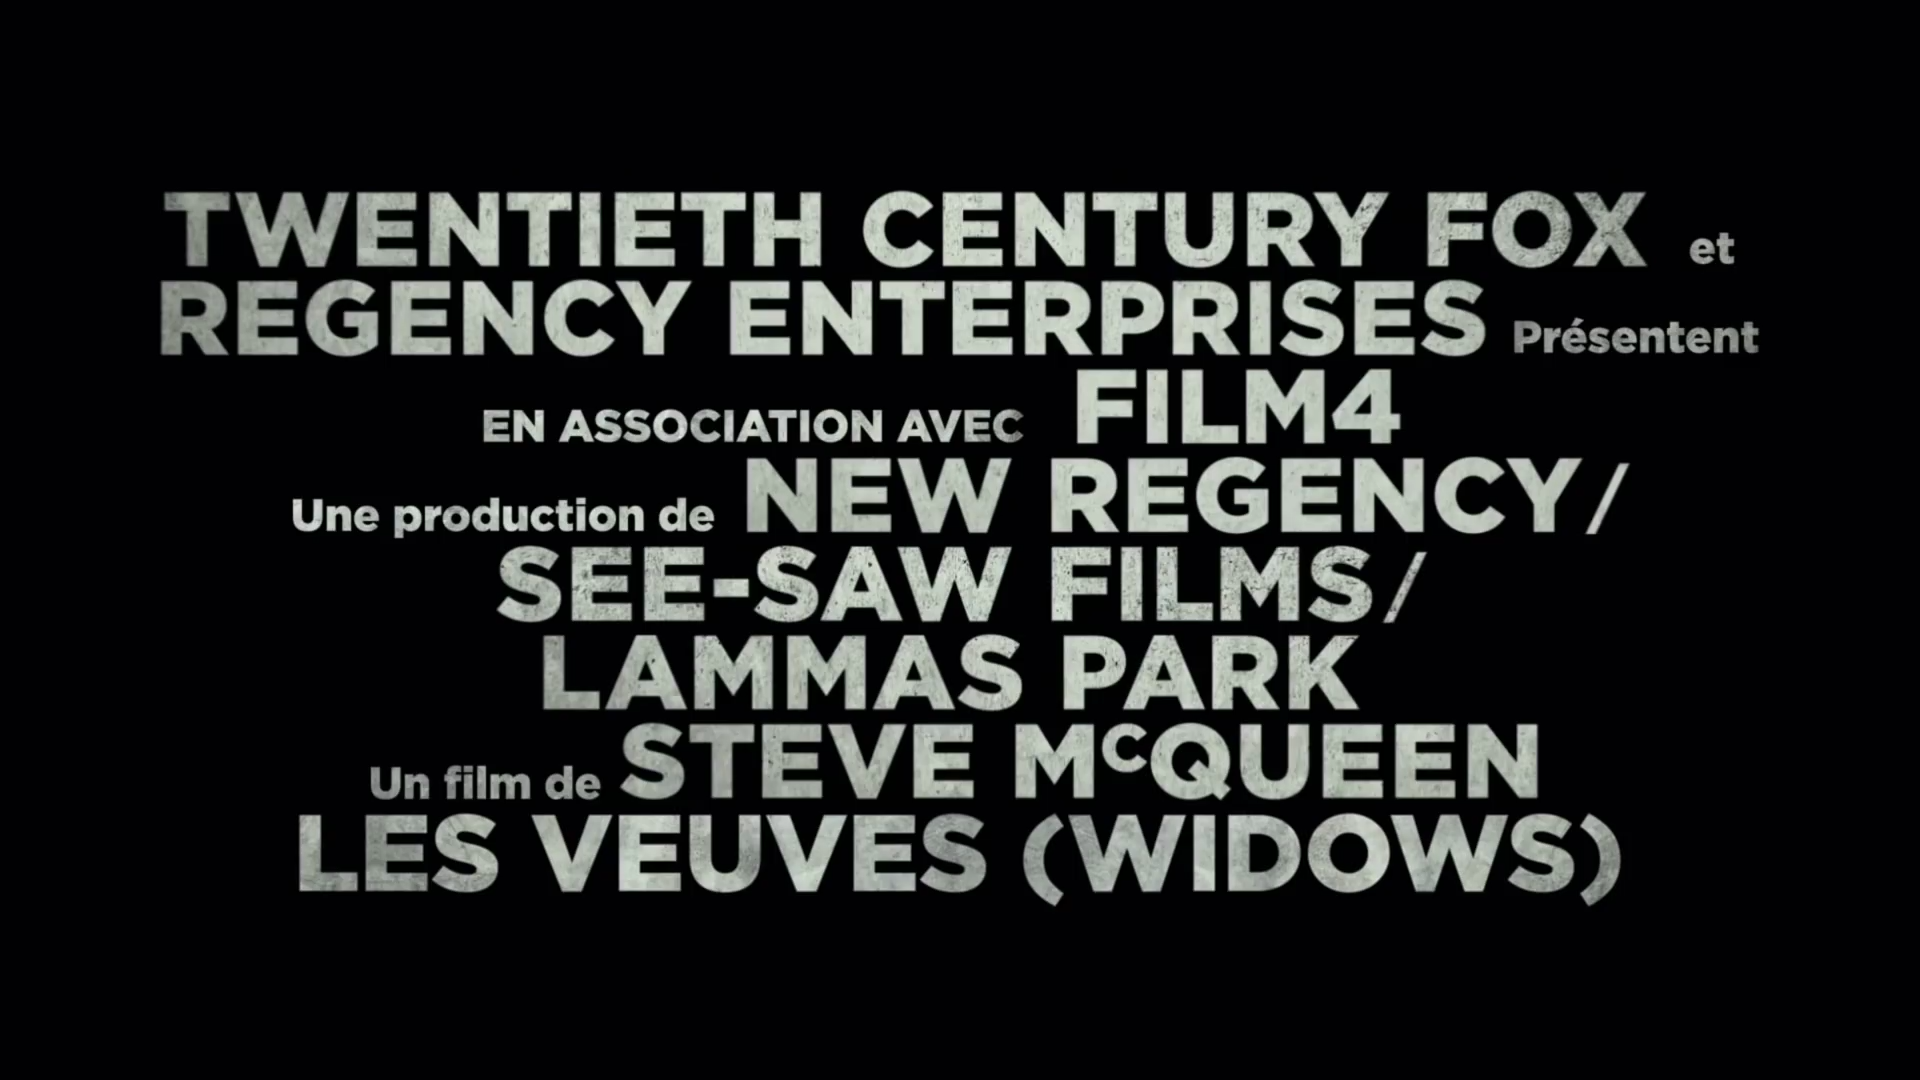 TWENTIETH CENTURY FOX et
REGENCY ENTERPRISES Présentent
EN ASSOCIATION AVEC FILM4
Une production de NEW REGENCY/
SEE-SAW FILMS/
LAMMAS PARK
Un film de STEVE McQUEEN
LES VEUVES (WIDOWS)